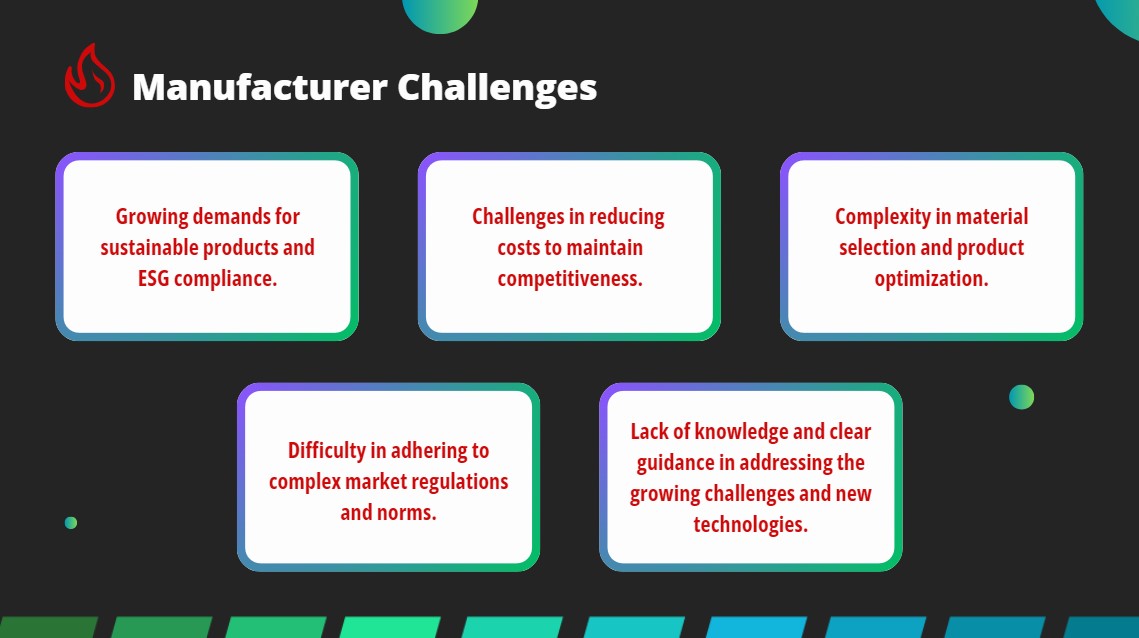 Manufacturer Challenges
Growing demands for
sustainable products and
ESG compliance.
Challenges in reducing
costs to maintain
competitiveness.
Complexity in material
selection and product
optimization.
Difficulty in adhering to
complex market regulations
and norms.
Lack of knowledge and clear
guidance in addressing the
growing challenges and new
technologies.